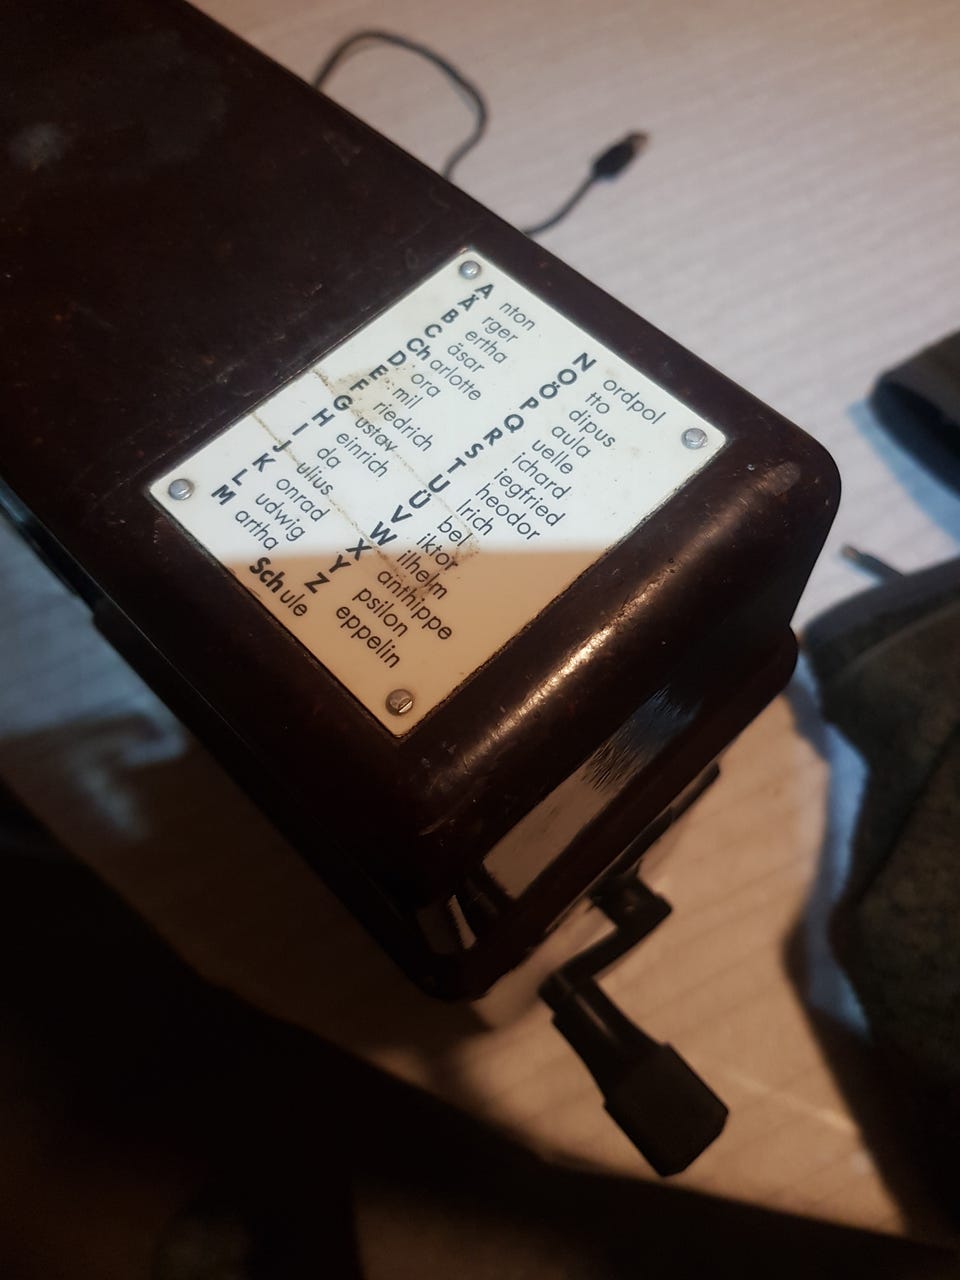 Anton
Ärger
Bertha
Cäsar
Charlotte
Dora
Emil
Friedrich
Gustav
Heinrich
Ida
Julius
Konrad
Ludwig
Martha
Nordpol
Otto
Ödipus
Paula
Quelle
Richard
Siegfried
Theodor
Ulrich
Übel
Viktor
Wilhelm
Xanthippe
Ypsilon
Zeppelin
Schule